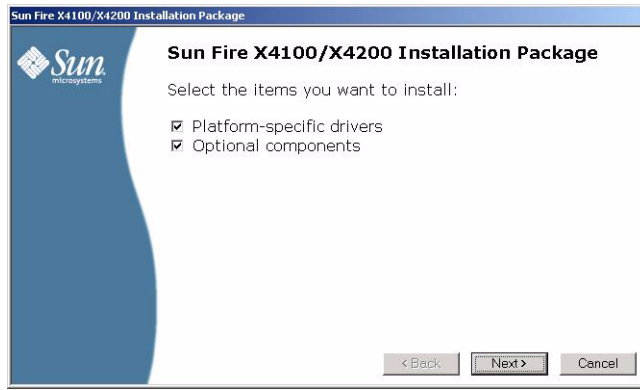 Sun Fire X4100/X4200 Installation Package
Sun
microsystems
Sun Fire X4100/X4200 Installation Package
Select the items you want to install:
Platform-specific drivers
Optional components
< Back
Next >
Cancel